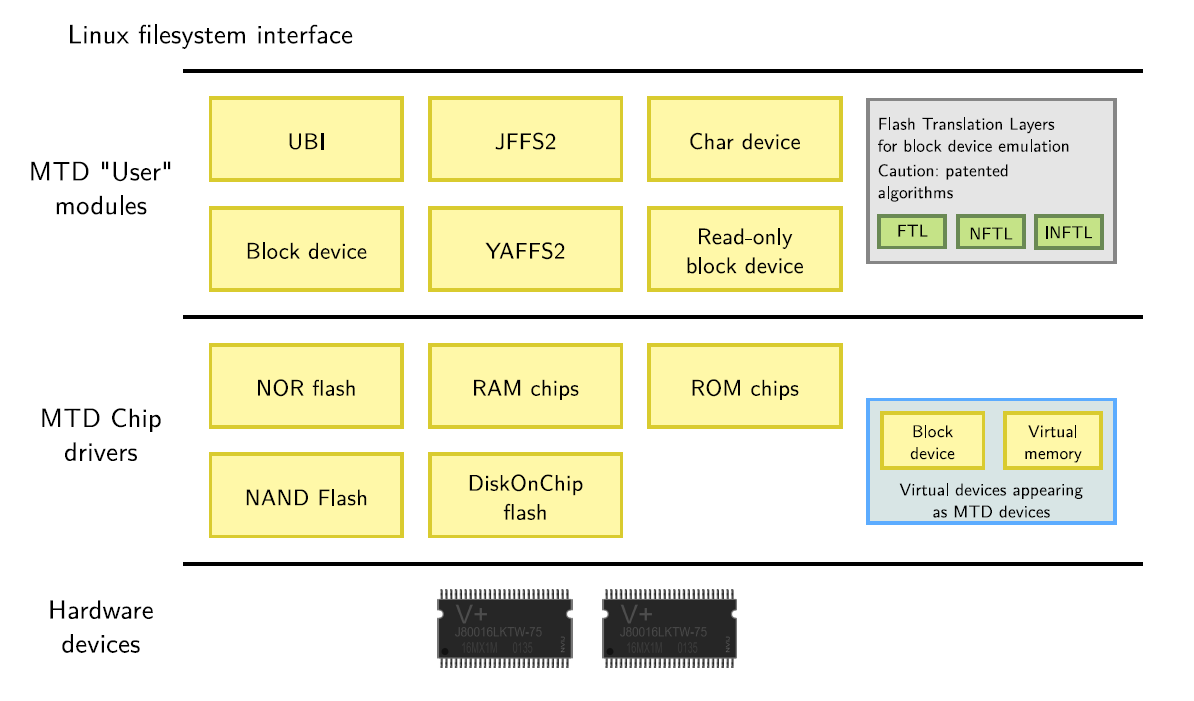 Linux filesystem interface
MTD "User"
modules
UBI
JFFS2
Char device
Block device
YAFFS2
Read-only
block device
Flash Translation Layers
for block device emulation
Caution: patented
algorithms
FTL
NFTL
INFTL
MTD Chip
drivers
NOR flash
RAM chips
ROM chips
NAND Flash
DiskOnChip
flash
Block
device
Virtual
memory
Virtual devices appearing
as MTD devices
Hardware
devices
V+
J80016LKTW-75
16MX1M 0135
NVU
V+
J80016LKTW-75
16MX1M 0135
NVU